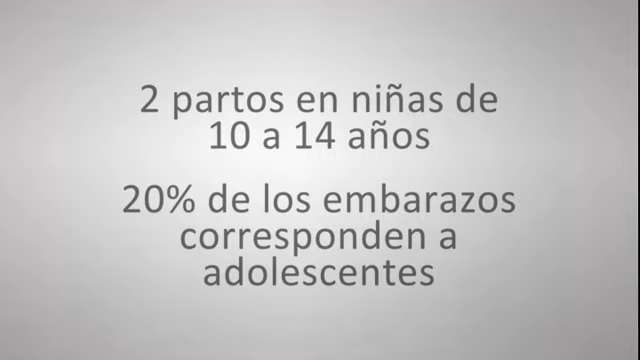 2 partos en niñas de
10 a 14 años
20% de los embarazos
corresponden a
adolescentes